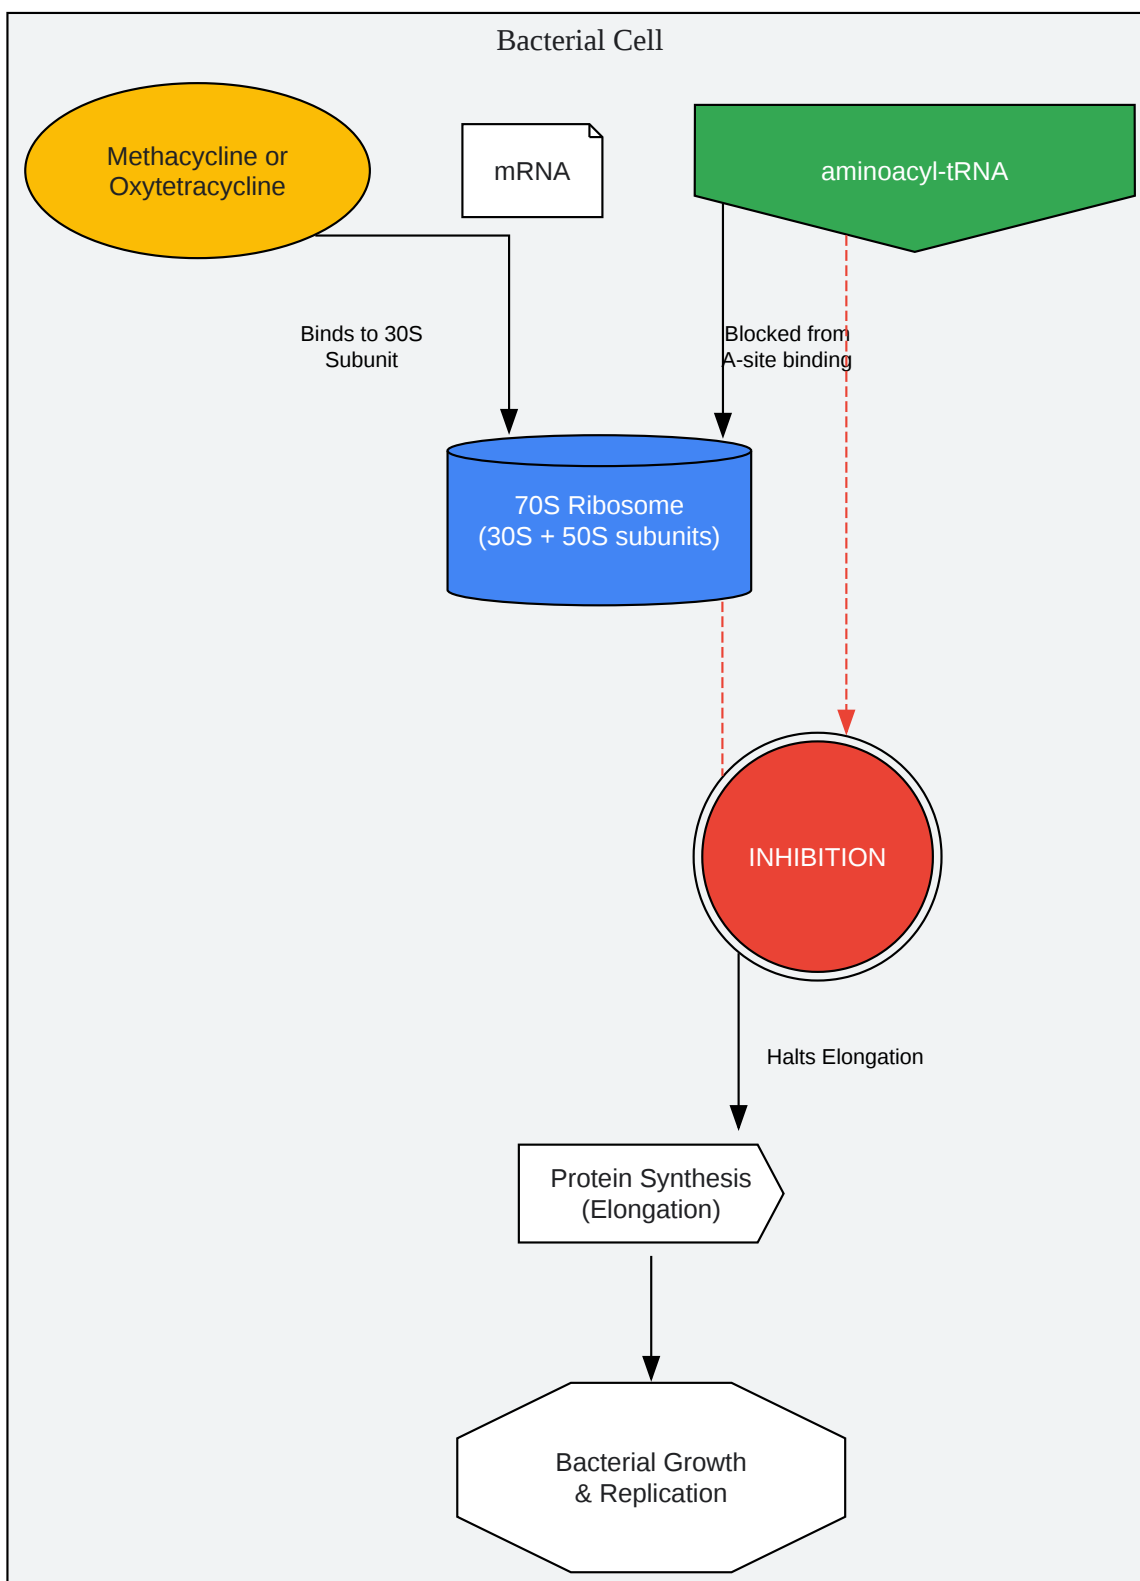 Bacterial Cell
Methacycline or
Oxytetracycline
mRNA
aminoacyl-tRNA
Binds to 30S
Subunit
Blocked from
A-site binding
70S Ribosome
(30S + 50S subunits)
INHIBITION
Halts Elongation
Protein Synthesis
(Elongation)
Bacterial Growth
& Replication